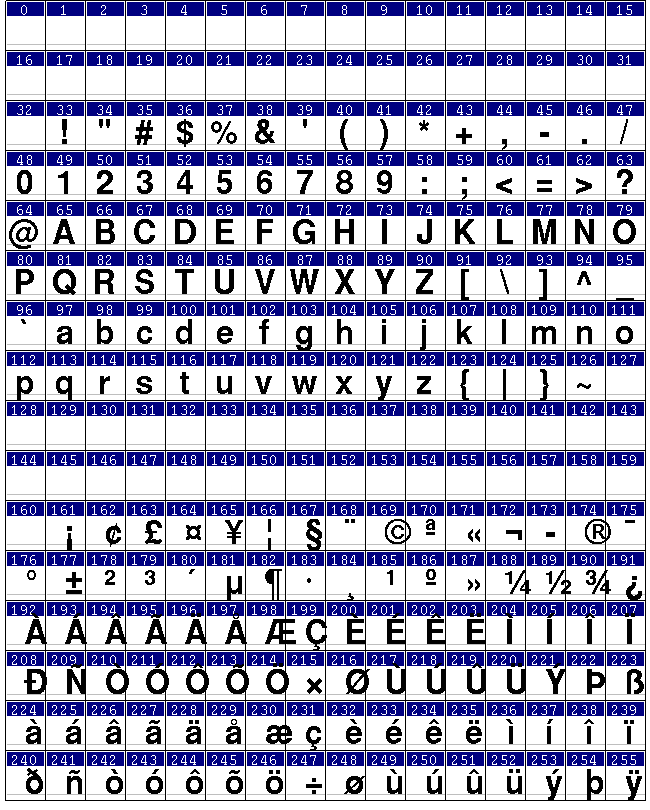 0 1 2 3 4 5 6 7 8 9 10 11 12 13 14 15
16 17 18 19 20 21 22 23 24 25 26 27 28 29 30 31
32 33 34 35 36 37 38 39 40 41 42 43 44 45 46 47
! " # $ % & ' ( ) * + , - . /
48 49 50 51 52 53 54 55 56 57 58 59 60 61 62 63
0 1 2 3 4 5 6 7 8 9 : ; < = > ?
64 65 66 67 68 69 70 71 72 73 74 75 76 77 78 79
@ A B C D E F G H I J K L M N O
80 81 82 83 84 85 86 87 88 89 90 91 92 93 94 95
P Q R S T U V W X Y Z [ \ ] ^ _
96 97 98 99 100 101 102 103 104 105 106 107 108 109 110 111
` a b c d e f g h i j k l m n o
112 113 114 115 116 117 118 119 120 121 122 123 124 125 126 127
p q r s t u v w x y z { | } ~
128 129 130 131 132 133 134 135 136 137 138 139 140 141 142 143
144 145 146 147 148 149 150 151 152 153 154 155 156 157 158 159
160 161 162 163 164 165 166 167 168 169 170 171 172 173 174 175
¡ ¢ £ ¤ ¥ ¦ § ¨ © ª « ¬ - ® ¯
176 177 178 179 180 181 182 183 184 185 186 187 188 189 190 191
° ± ² ³ ´ µ ¶ · ¸ ¹ º » ¼ ½ ¾ ¿
192 193 194 195 196 197 198 199 200 201 202 203 204 205 206 207
À Á Â Ã Ä Å Æ Ç È É Ê Ë Ì Í Î Ï
208 209 210 211 212 213 214 215 216 217 218 219 220 221 222 223
Ð Ñ Ò Ó Ô Õ Ö × Ø Ù Ú Û Ü Ý Þ ß
224 225 226 227 228 229 230 231 232 233 234 235 236 237 238 239
à á â ã ä å æ ç è é ê ë ì í î ï
240 241 242 243 244 245 246 247 248 249 250 251 252 253 254 255
ð ñ ò ó ô õ ö ÷ ø ù ú û ü ý þ ÿ